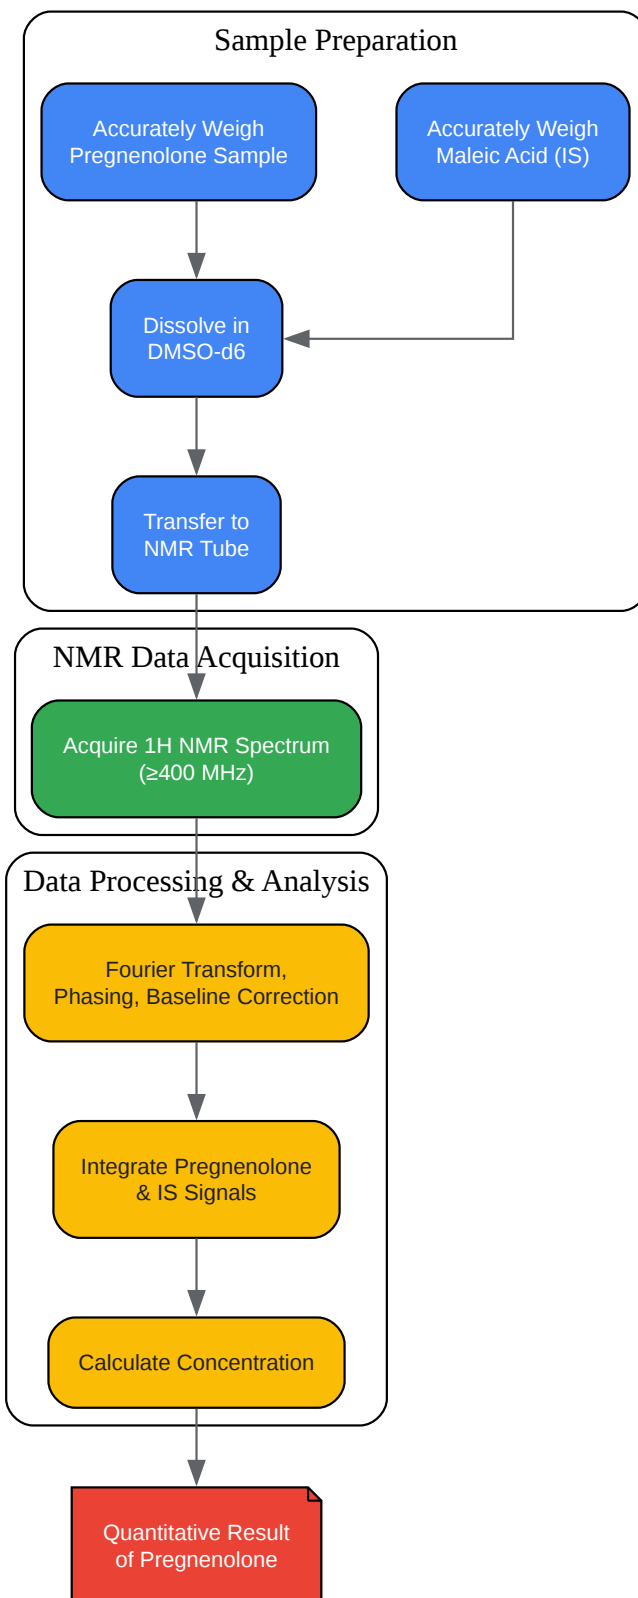 Sample Preparation
Accurately Weigh
Pregnenolone Sample
Accurately Weigh
Maleic Acid (IS)
Dissolve in
DMSO-d6
Transfer to
NMR Tube
NMR Data Acquisition
Acquire 1H NMR Spectrum
(≥400 MHz)
Data Processing & Analysis
Fourier Transform,
Phasing, Baseline Correction
Integrate Pregnenolone
& IS Signals
Calculate Concentration
Quantitative Result
of Pregnenolone